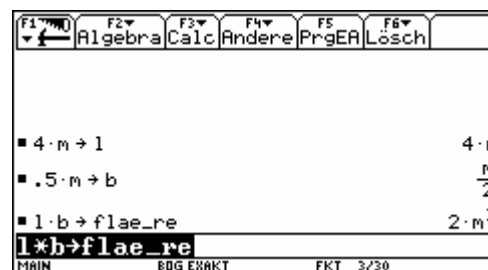 F1 F2 F3 F4 F5 F6
Algebra Calc Andere PrgEA Lösch
4·m→l 4·
.5·m→b
l·b→flae_re 2·m
l*b→flae_re
MAIN BOG EXAKT FKT 3/30